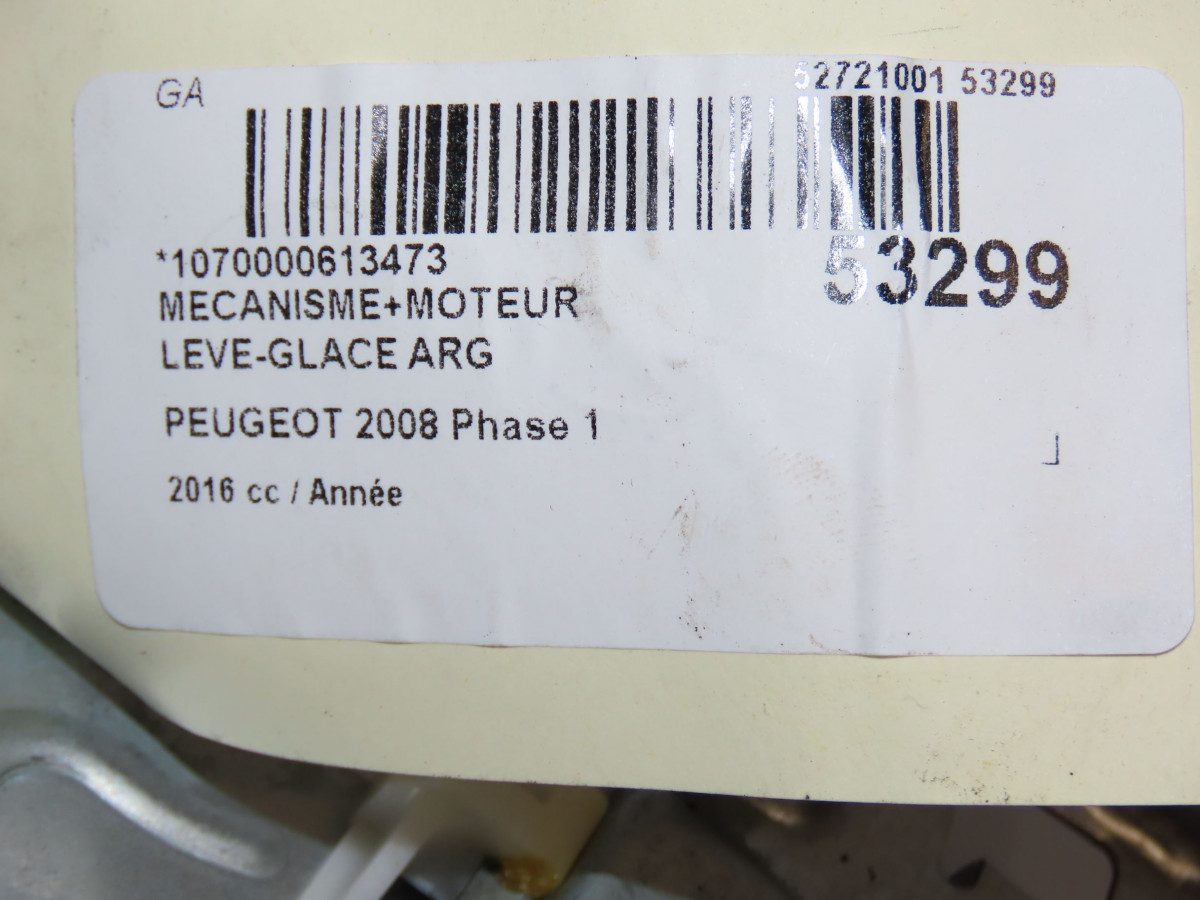 GA 52721001 53299
*1070000613473
53299
MECANISME+MOTEUR
LEVE-GLACE ARG
PEUGEOT 2008 Phase 1
2016 cc / Année